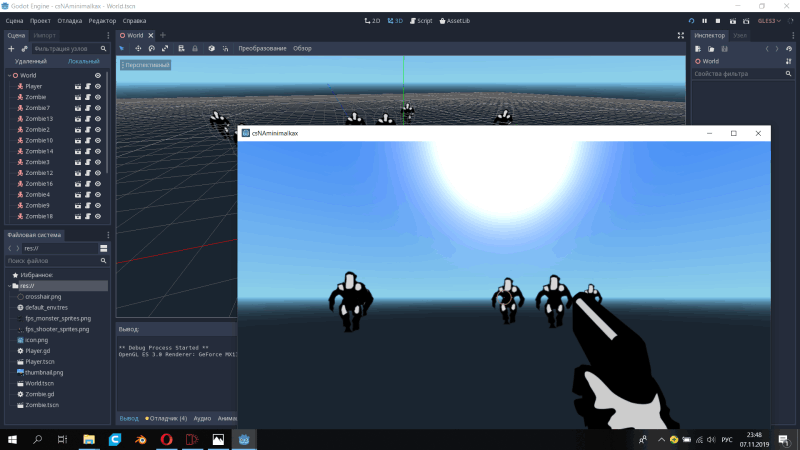 Godot Engine - csNAminimalkax - World.tscn
Сцена Проект Отладка Редактор Справка
2D 3D Script AssetLib
GLES3
Сцена Импорт
World
Инспектор Узел
Фильтрация узлов
Преобразование Обзор
Удаленный Локальный
Перспективный
World
Свойства фильтра
World
Player
Zombie
Zombie7
Zombie13
Zombie2
Zombie10
Zombie14
Zombie3
Zombie12
Zombie16
Zombie4
Zombie9
Zombie18
csNAminimalkax
Файловая система
res://
Поиск файлов
Избранное:
res://
crosshair.png
default_env.tres
fps_monster_sprites.png
fps_shooter_sprites.png
icon.png
Player.gd
Player.tscn
thumbnail.png
World.tscn
Zombie.gd
Zombie.tscn
Вывод:
** Debug Process Started **
OpenGL ES 3.0 Renderer: GeForce MX1
Вывод Отладчик (4) Аудио Анима
РУС
23:48
07.11.2019
1